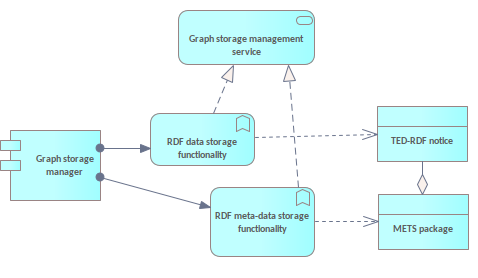 Graph storage management
service
RDF data storage
functionality
TED-RDF notice
Graph storage
manager
RDF meta-data storage
functionality
METS package